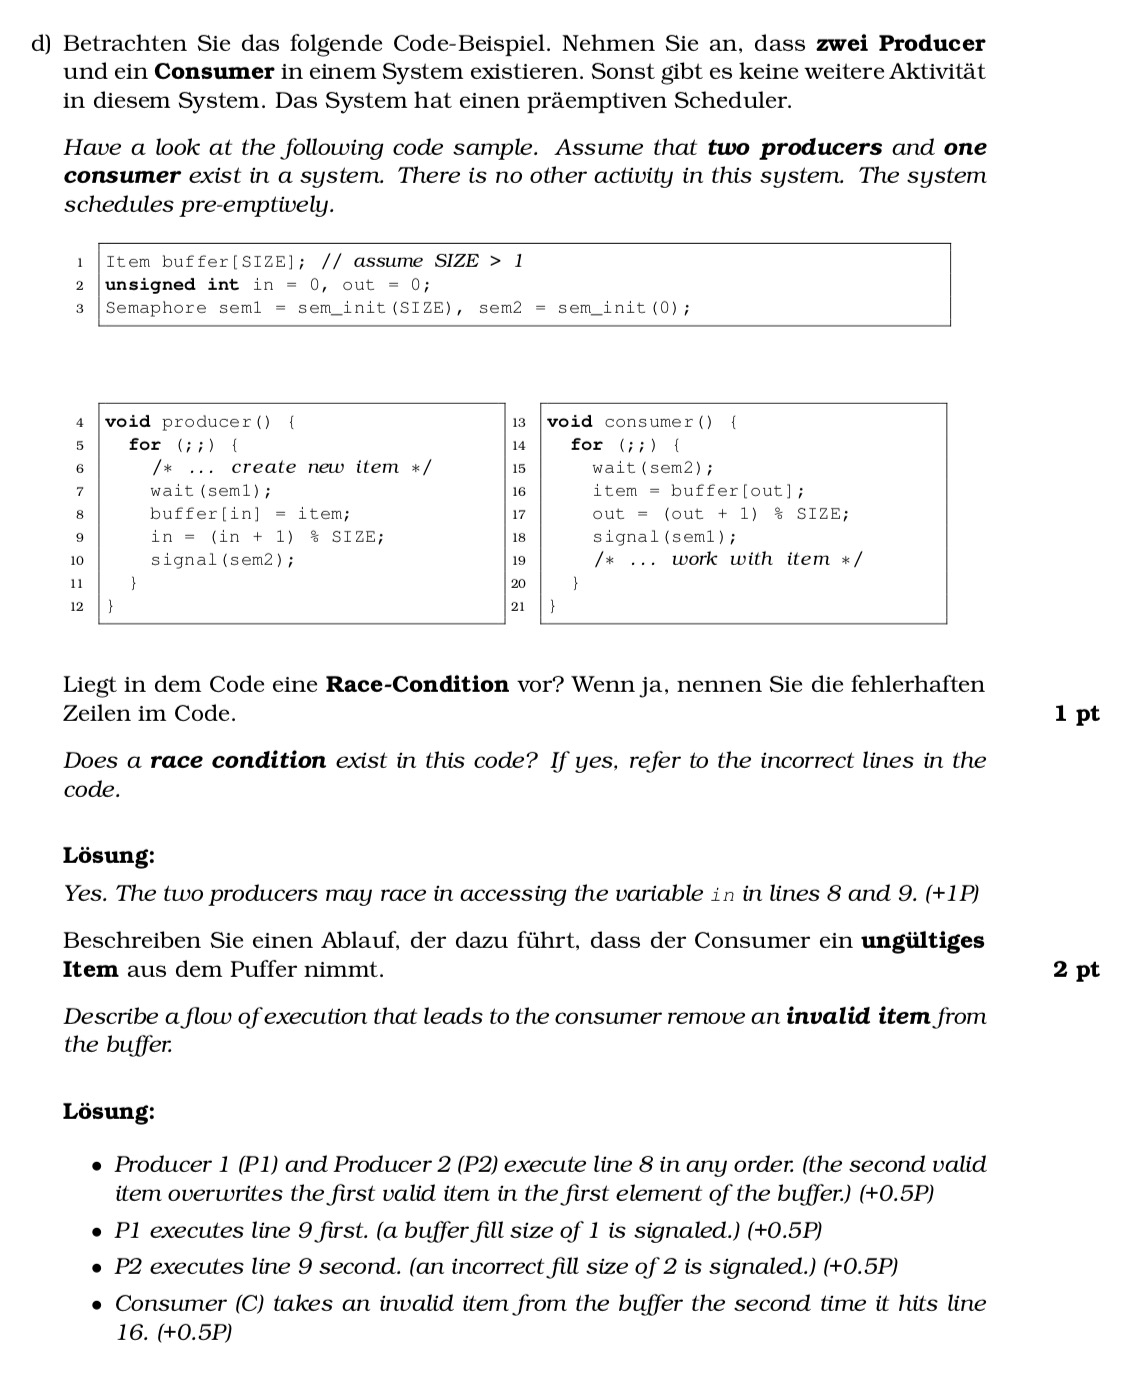 d) Betrachten Sie das folgende Code-Beispiel. Nehmen Sie an, dass zwei Producer
und ein Consumer in einem System existieren. Sonst gibt es keine weitere Aktivität
in diesem System. Das System hat einen präemptiven Scheduler.
Have a look at the following code sample. Assume that two producers and one
consumer exist in a system. There is no other activity in this system. The system
schedules pre-emptively.
1 Item buffer[SIZE]; // assume SIZE > 1
2 unsigned int in = 0, out = 0;
3 Semaphore sem1 = sem_init(SIZE), sem2 = sem_init(0);
4 void producer() {
5 for (;;) {
6 /* ... create new item */
7 wait(sem1);
8 buffer[in] = item;
9 in = (in + 1) % SIZE;
10 signal(sem2);
11 }
12 }
13 void consumer() {
14 for (;;) {
15 wait(sem2);
16 item = buffer[out];
17 out = (out + 1) % SIZE;
18 signal(sem1);
19 /* ... work with item */
20 }
21 }
Liegt in dem Code eine Race-Condition vor? Wenn ja, nennen Sie die fehlerhaften
Zeilen im Code. 1 pt
Does a race condition exist in this code? If yes, refer to the incorrect lines in the
code.
Lösung:
Yes. The two producers may race in accessing the variable in in lines 8 and 9. (+1P)
Beschreiben Sie einen Ablauf, der dazu führt, dass der Consumer ein ungültiges
Item aus dem Puffer nimmt. 2 pt
Describe a flow of execution that leads to the consumer remove an invalid item from
the buffer.
Lösung:
• Producer 1 (P1) and Producer 2 (P2) execute line 8 in any order. (the second valid
item overwrites the first valid item in the first element of the buffer.) (+0.5P)
• P1 executes line 9 first. (a buffer fill size of 1 is signaled.) (+0.5P)
• P2 executes line 9 second. (an incorrect fill size of 2 is signaled.) (+0.5P)
• Consumer (C) takes an invalid item from the buffer the second time it hits line
16. (+0.5P)